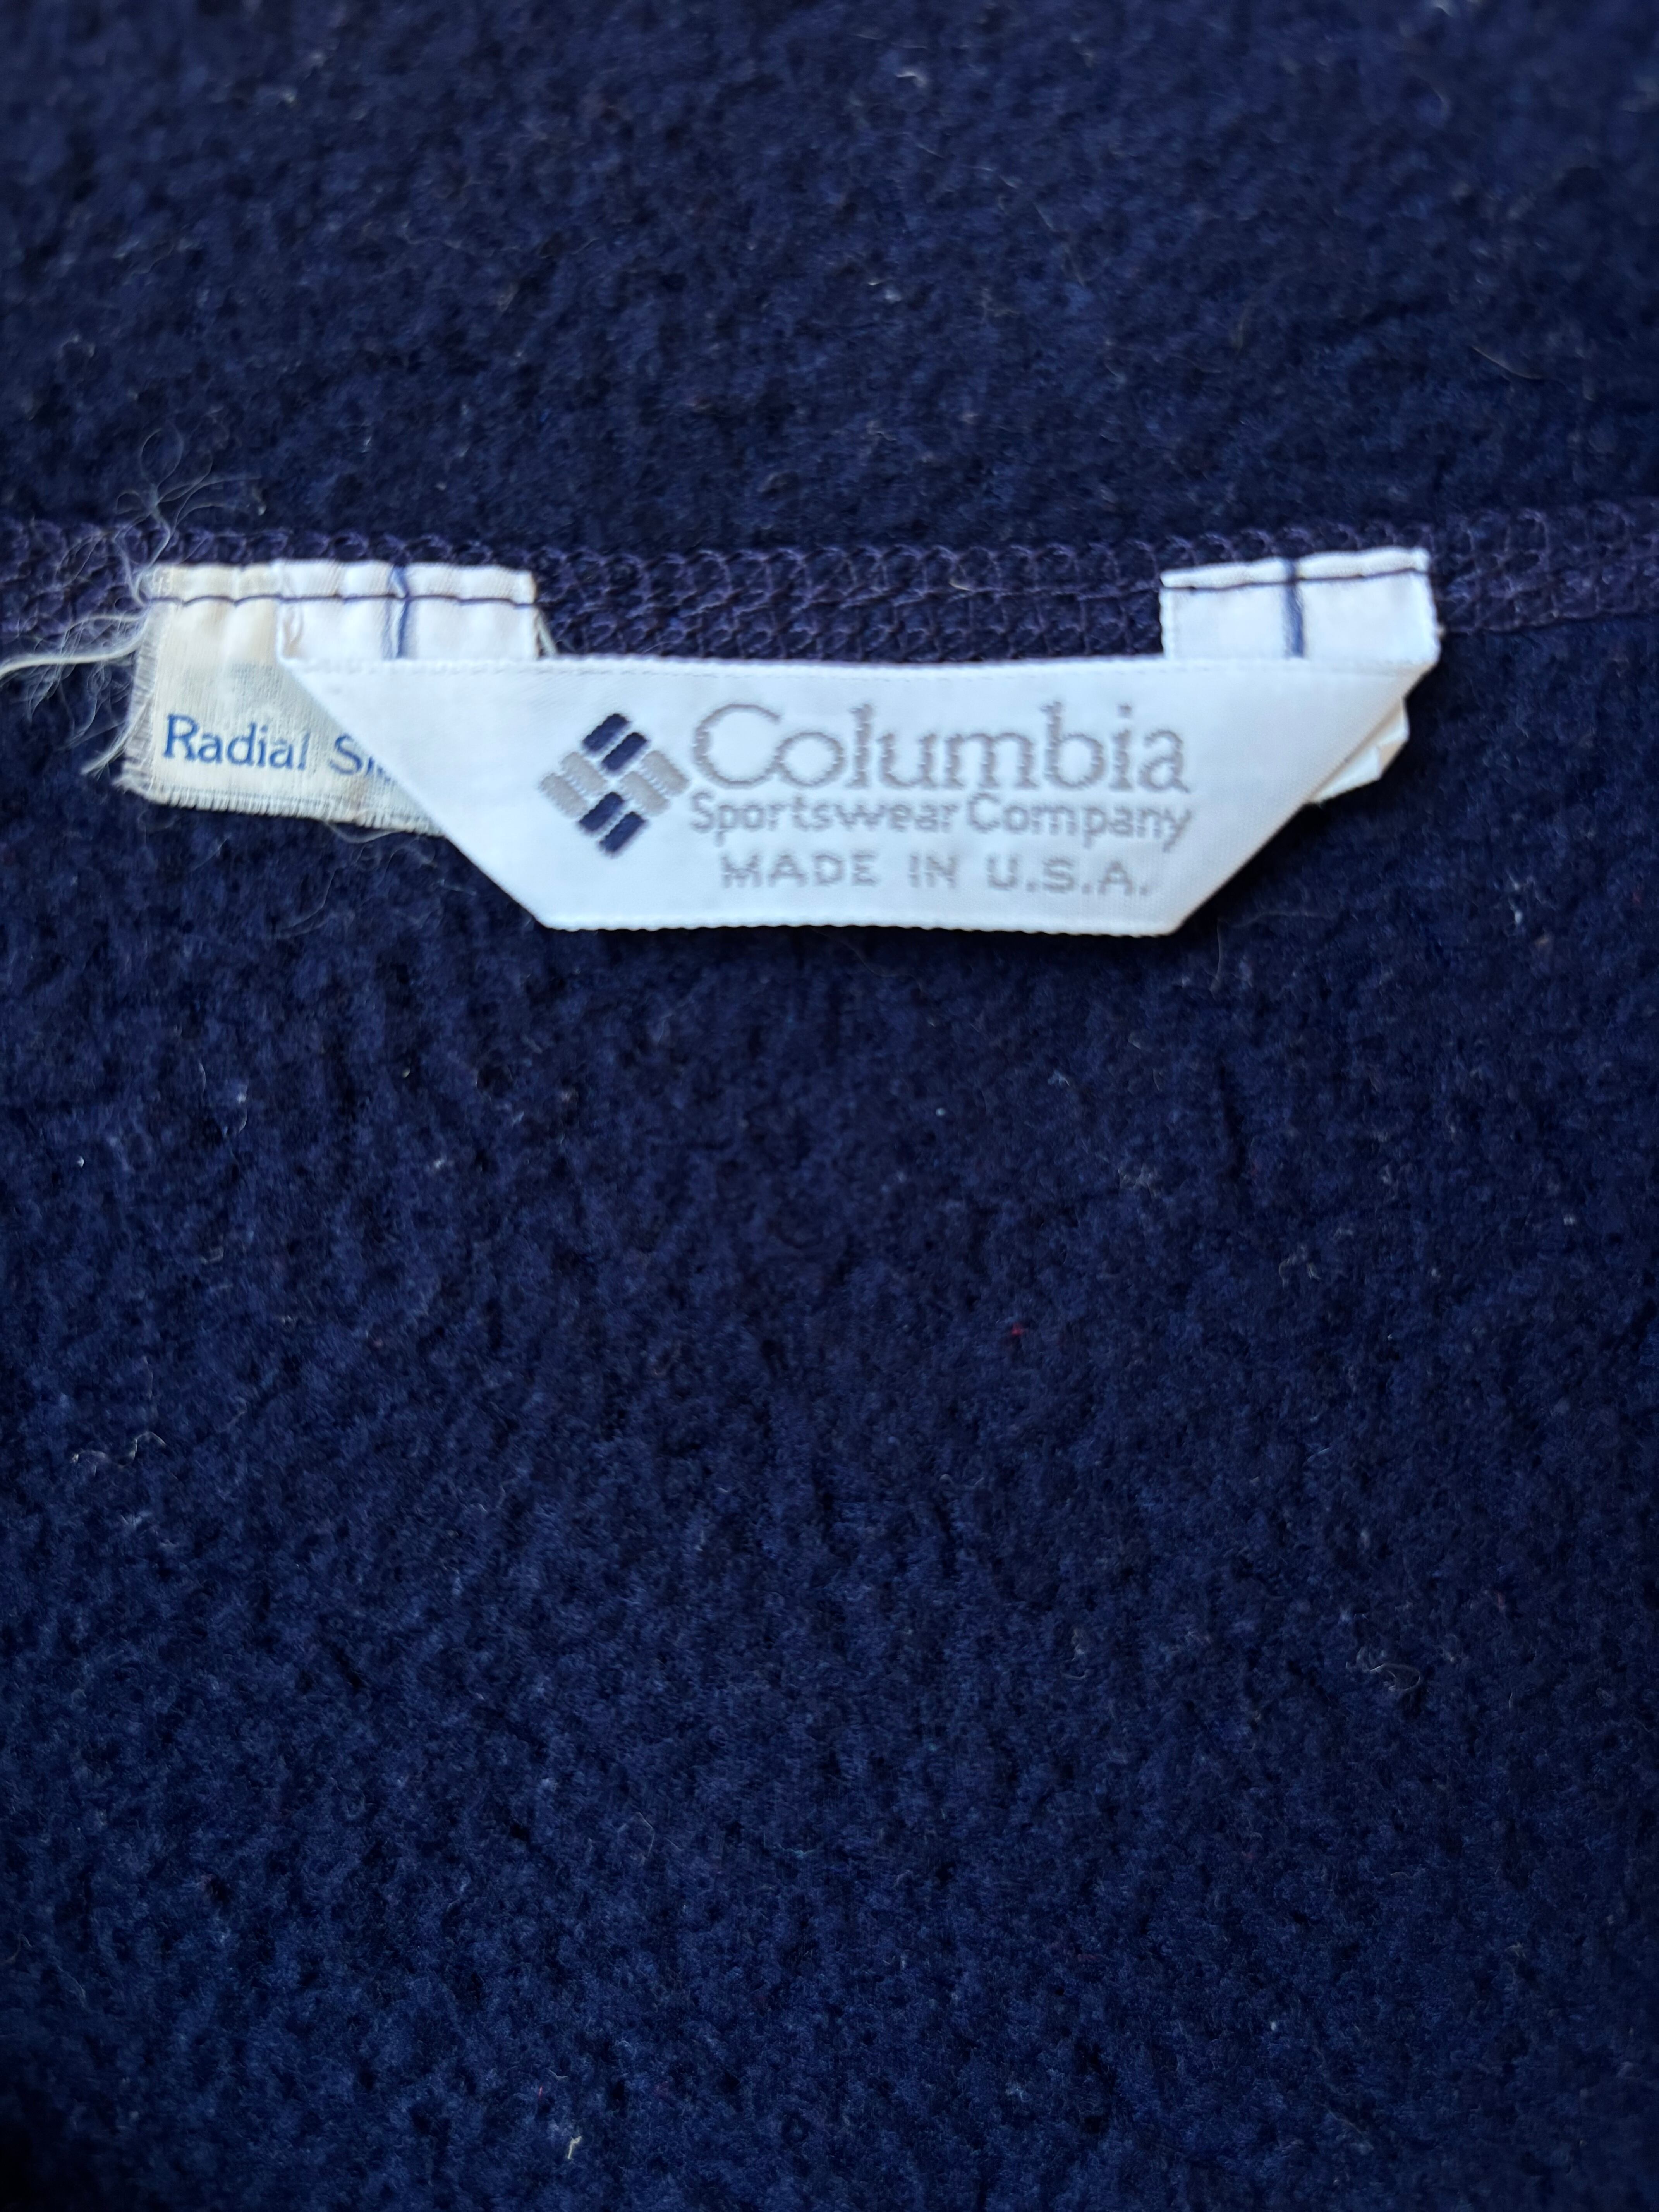 Radial
Columbia
Sportswear Company
MADE IN U.S.A.